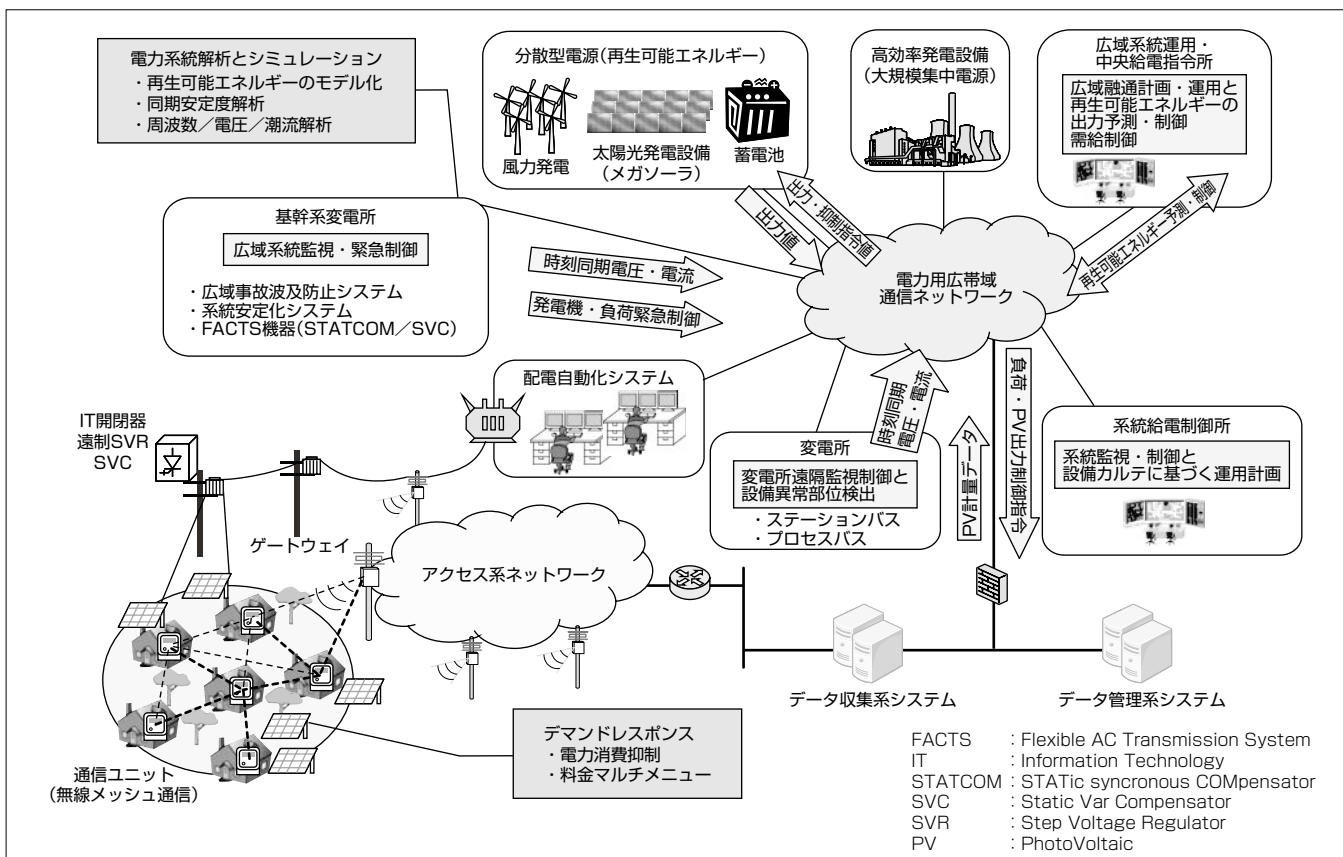 電力系統解析とシミュレーション
・再生可能エネルギーのモデル化
・同期安定度解析
・周波数／電圧／潮流解析
分散型電源(再生可能エネルギー)
風力発電
太陽光発電設備
(メガソーラ)
蓄電池
高効率発電設備
(大規模集中電源)
広域系統運用・
中央給電指令所
広域融通計画・運用と
再生可能エネルギーの
出力予測・制御
需給制御
基幹系変電所
広域系統監視・緊急制御
・広域事故波及防止システム
・系統安定化システム
・FACTS機器(STATCOM／SVC)
時刻同期電圧・電流
発電機・負荷緊急制御
出力値
出力・抑制指令値
再生可能エネルギー予測・制御
電力用広帯域
通信ネットワーク
配電自動化システム
IT開閉器
遠制SVR
SVC
ゲートウェイ
アクセス系ネットワーク
変電所
変電所遠隔監視制御と
設備異常部位検出
・ステーションバス
・プロセスバス
時刻同期
電圧・電流
PV計量データ
負荷・PV出力制御指令
系統給電制御所
系統監視・制御と
設備カルテに基づく運用計画
データ収集系システム
データ管理系システム
通信ユニット
(無線メッシュ通信)
デマンドレスポンス
・電力消費抑制
・料金マルチメニュー
FACTS : Flexible AC Transmission System
IT : Information Technology
STATCOM : STATic syncronous COMpensator
SVC : Static Var Compensator
SVR : Step Voltage Regulator
PV : PhotoVoltaic